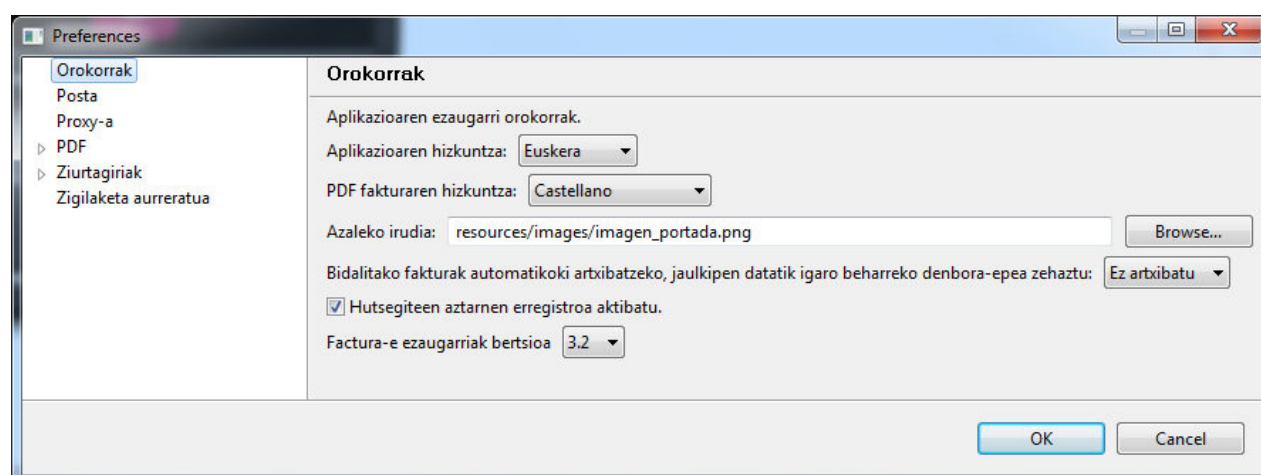 Preferences
Orokorrak
Posta
Proxy-a
PDF
Ziurtagiriak
Zigilaketa aurreratua
Orokorrak
Aplikazioaren ezaugarri orokorrak.
Aplikazioaren hizkuntza: Euskera
PDF fakturaren hizkuntza: Castellano
Azaleko irudia: resources/images/imagen_portada.png Browse...
Bidalitako fakturak automatikoki artxibatzeko, jaulkipen datatik igaro beharreko denbora-epea zehaztu: Ez artxibatu
Hutsegiteen aztarnen erregistroa aktibatu.
Factura-e ezaugarriak bertsioa 3.2
OK Cancel